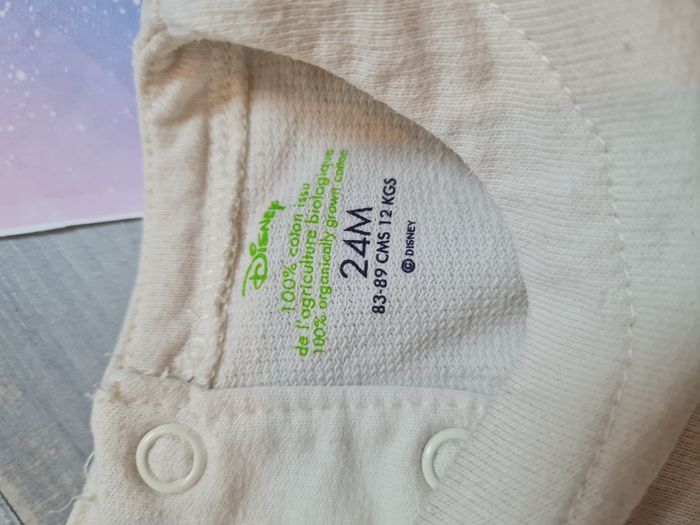 Disney
100% coton issu
de l'agriculture biologique
100% organically grown cotton
24M
83-89 CMS 12 KGS
© DISNEY